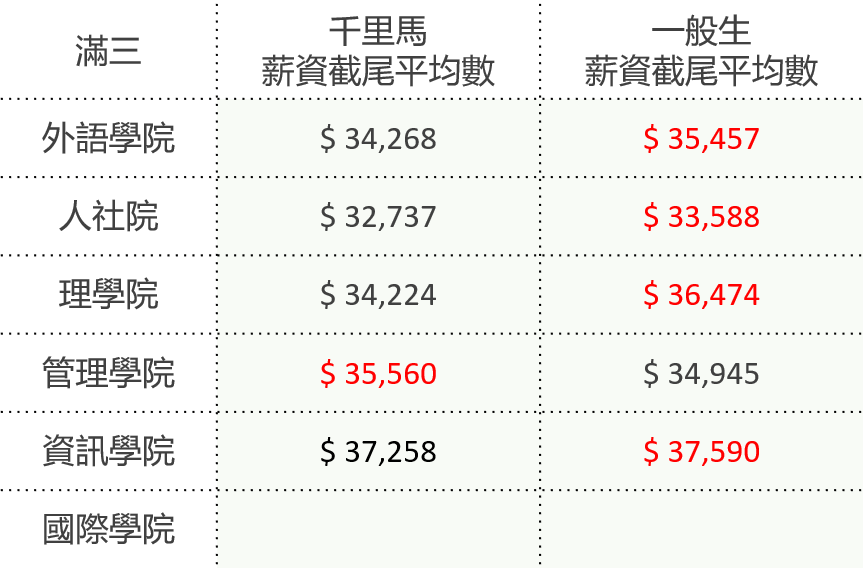 滿三
千里馬
薪資截尾平均數
一般生
薪資截尾平均數
外語學院 $ 34,268 $ 35,457
人社院 $ 32,737 $ 33,588
理學院 $ 34,224 $ 36,474
管理學院 $ 35,560 $ 34,945
資訊學院 $ 37,258 $ 37,590
國際學院